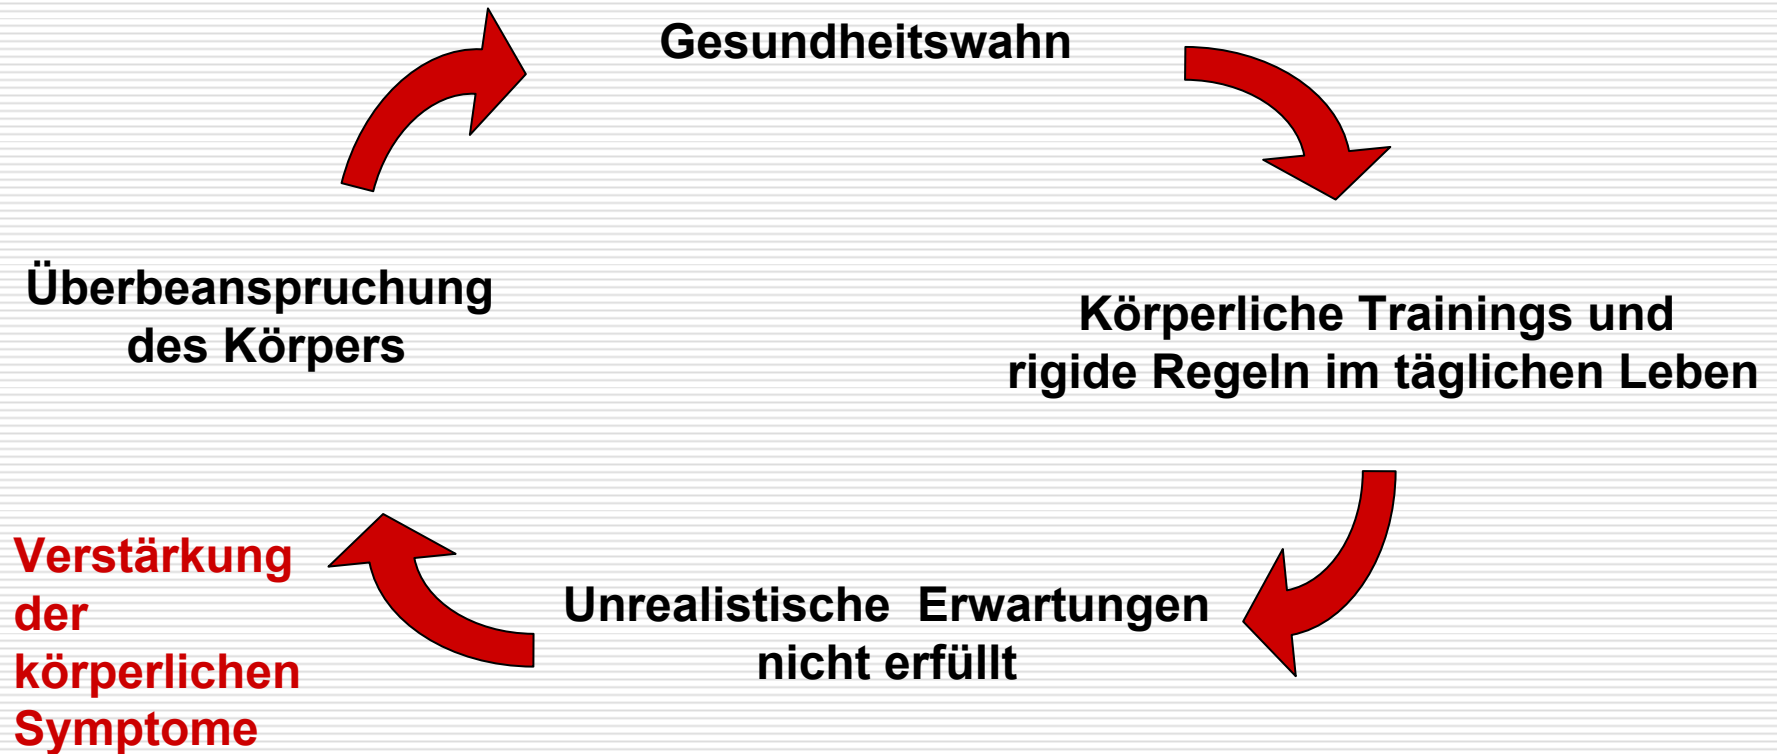 Gesundheitswahn
Körperliche Trainings und
rigide Regeln im täglichen Leben
Unrealistische Erwartungen
nicht erfüllt
Verstärkung
der
körperlichen
Symptome
Überbeanspruchung
des Körpers